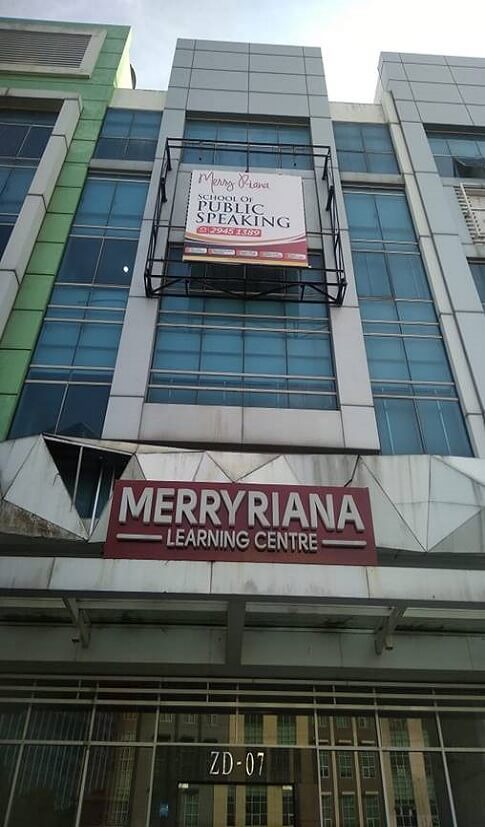 Merry Riana
SCHOOL OF
PUBLIC
SPEAKING
2945 1389
MERRYRIANA
LEARNING CENTRE
ZD-07